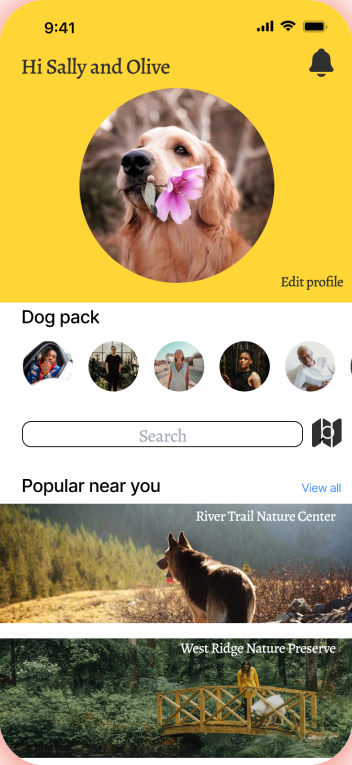 9:41
Hi Sally and Olive
Edit profile
Dog pack
Search
Popular near you
View all
River Trail Nature Center
West Ridge Nature Preserve